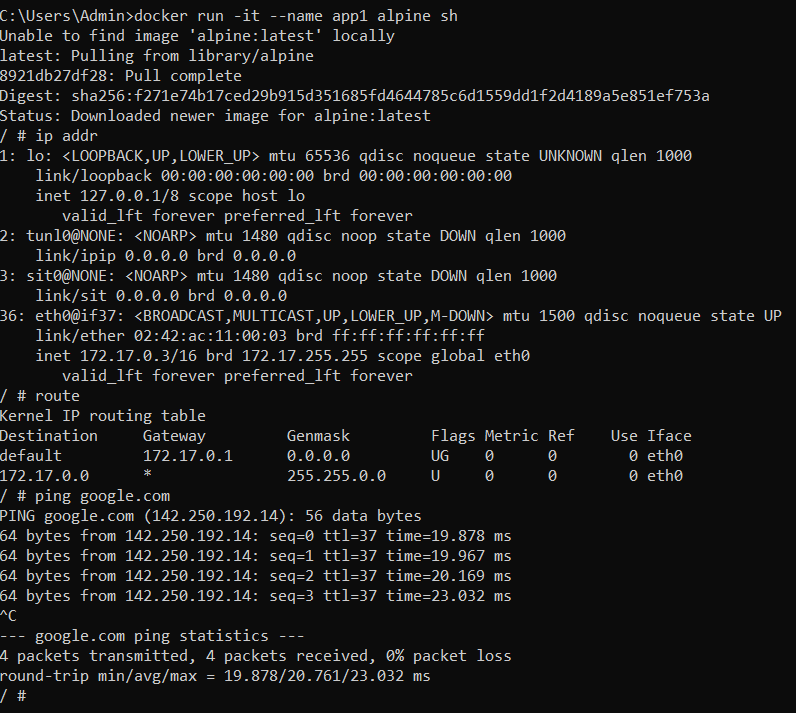 C:\Users\Admin>docker run -it --name app1 alpine sh
Unable to find image 'alpine:latest' locally
latest: Pulling from library/alpine
8921db27df28: Pull complete
Digest: sha256:f271e74b17ced29b915d351685fd4644785c6d1559dd1f2d4189a5e851ef753a
Status: Downloaded newer image for alpine:latest
/ # ip addr
1: lo: <LOOPBACK,UP,LOWER_UP> mtu 65536 qdisc noqueue state UNKNOWN qlen 1000
    link/loopback 00:00:00:00:00:00 brd 00:00:00:00:00:00
    inet 127.0.0.1/8 scope host lo
       valid_lft forever preferred_lft forever
2: tunl0@NONE: <NOARP> mtu 1480 qdisc noop state DOWN qlen 1000
    link/ipip 0.0.0.0 brd 0.0.0.0
3: sit0@NONE: <NOARP> mtu 1480 qdisc noop state DOWN qlen 1000
    link/sit 0.0.0.0 brd 0.0.0.0
36: eth0@if37: <BROADCAST,MULTICAST,UP,LOWER_UP,M-DOWN> mtu 1500 qdisc noqueue state UP
    link/ether 02:42:ac:11:00:03 brd ff:ff:ff:ff:ff:ff
    inet 172.17.0.3/16 brd 172.17.255.255 scope global eth0
       valid_lft forever preferred_lft forever
/ # route
Kernel IP routing table
Destination     Gateway         Genmask         Flags Metric Ref    Use Iface
default         172.17.0.1      0.0.0.0         UG    0      0        0 eth0
172.17.0.0      *               255.255.0.0     U     0      0        0 eth0
/ # ping google.com
PING google.com (142.250.192.14): 56 data bytes
64 bytes from 142.250.192.14: seq=0 ttl=37 time=19.878 ms
64 bytes from 142.250.192.14: seq=1 ttl=37 time=19.967 ms
64 bytes from 142.250.192.14: seq=2 ttl=37 time=20.169 ms
64 bytes from 142.250.192.14: seq=3 ttl=37 time=23.032 ms
^C
--- google.com ping statistics ---
4 packets transmitted, 4 packets received, 0% packet loss
round-trip min/avg/max = 19.878/20.761/23.032 ms
/ #